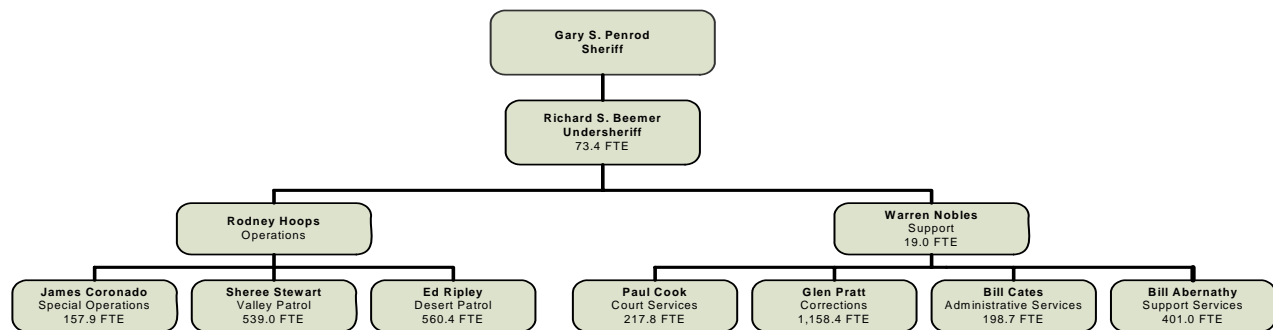 Gary S. Penrod
Sheriff
Richard S. Beemer
Undersheriff
73.4 FTE
Rodney Hoops
Operations
Warren Nobles
Support
19.0 FTE
James Coronado
Special Operations
157.9 FTE
Sheree Stewart
Valley Patrol
539.0 FTE
Ed Ripley
Desert Patrol
560.4 FTE
Paul Cook
Court Services
217.8 FTE
Glen Pratt
Corrections
1,158.4 FTE
Bill Cates
Administrative Services
198.7 FTE
Bill Abernathy
Support Services
401.0 FTE